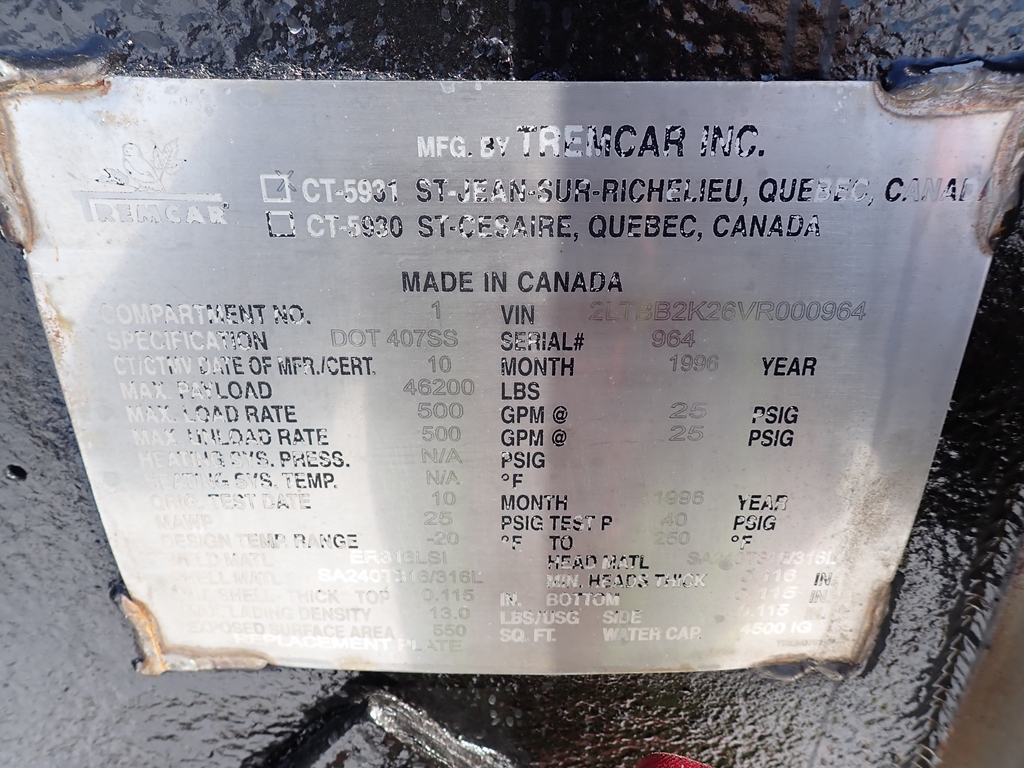 MFG. BY TREMCAR INC.
TREMCAR
CT-5931 ST-JEAN-SUR-RICHELIEU, QUEBEC, CANADA
CT-5930 ST-CESAIRE, QUEBEC, CANADA
MADE IN CANADA
COMPARTMENT NO. 1 VIN 2LTBB2K26VR000964
SPECIFICATION DOT 407SS SERIAL# 964
CT/CTMV DATE OF MFR./CERT. 10 MONTH 1996 YEAR
MAX. PAYLOAD 46200 LBS
MAX. LOAD RATE 500 GPM @ 25 PSIG
MAX. UNLOAD RATE 500 GPM @ 25 PSIG
HEATING SYS. PRESS. N/A PSIG
HEATING SYS. TEMP. N/A °F
ORIG. TEST DATE 10 MONTH 1996 YEAR
MAWP 25 PSIG TEST P 40 PSIG
DESIGN TEMP RANGE -20 °F TO 250 °F
WELD MATL ER316LSI HEAD MATL
SHELL MATL SA240T316/316L MIN. HEADS THICK IN
SHELL THICK TOP 0.115 IN. BOTTOM .115 IN
LADING DENSITY 13.0 LBS/USG SIDE .115
EXPOSED SURFACE AREA 550 SQ. FT. WATER CAP. 4500 IG
REPLACEMENT PLATE